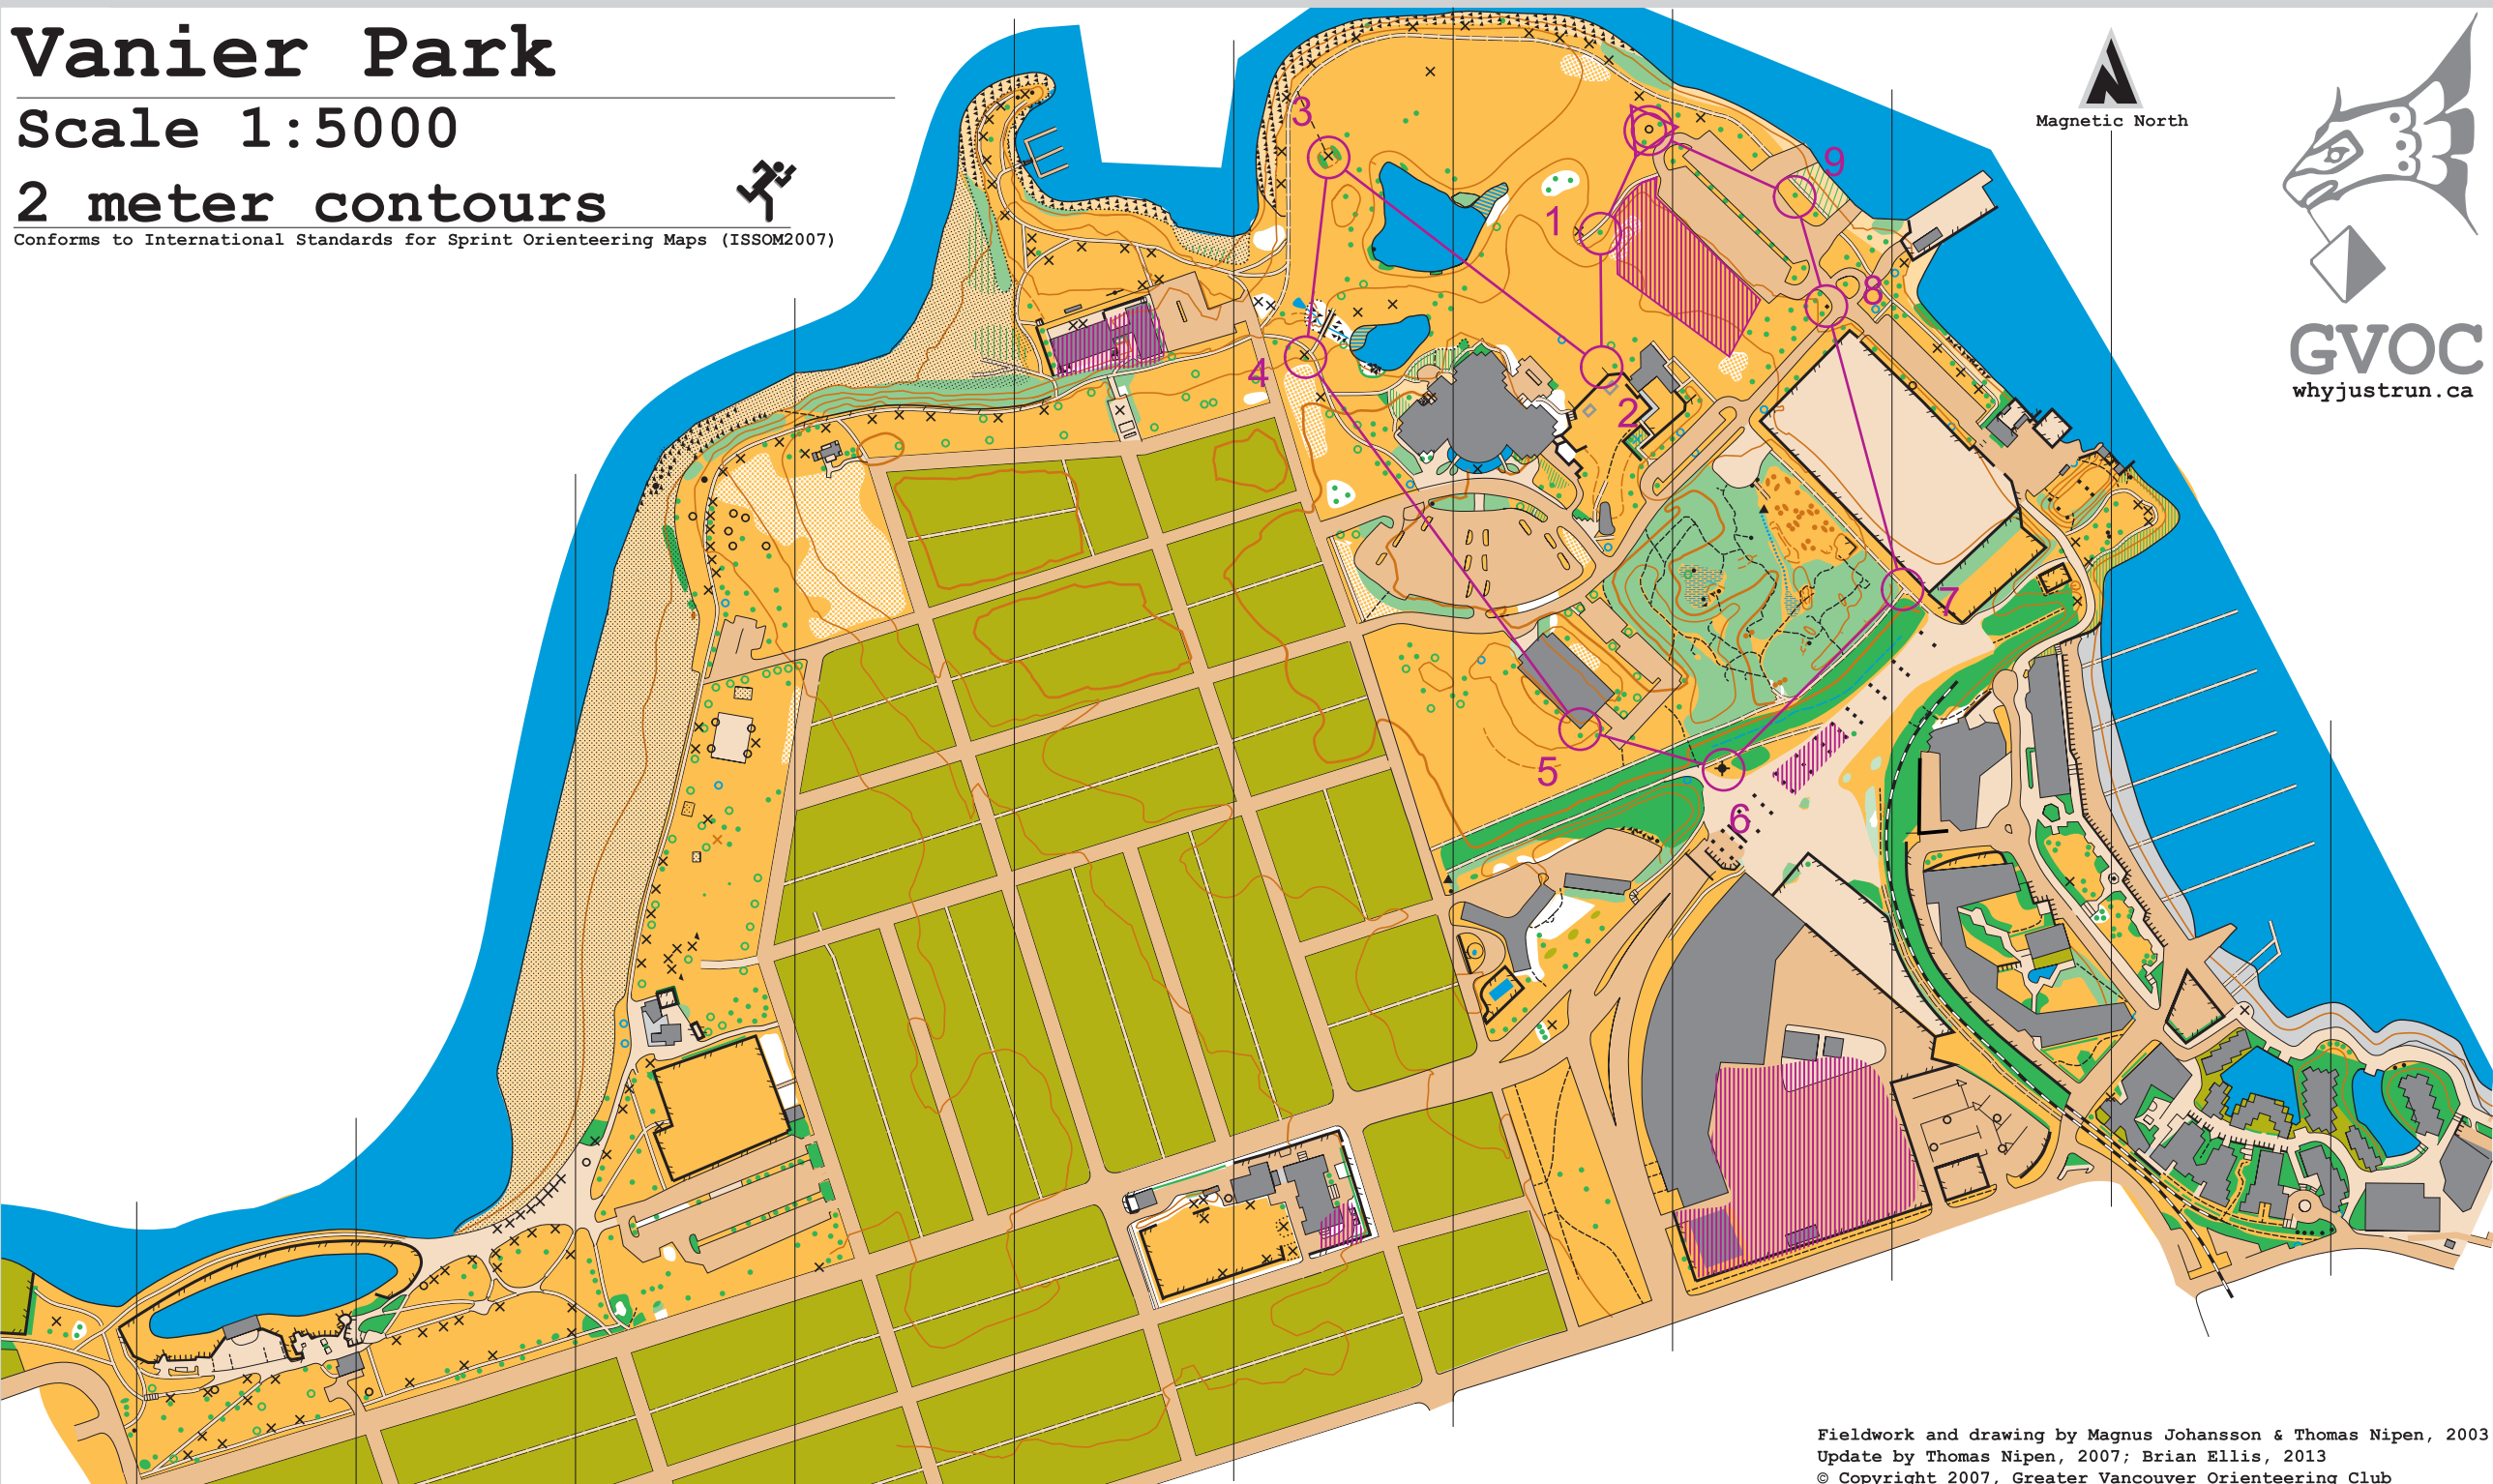 Vanier Park
Scale 1:5000
2 meter contours
Conforms to International Standards for Sprint Orienteering Maps (ISSOM2007)
Magnetic North
GVOC
whyjustrun.ca
3
9
1
8
4
2
7
5
6
Fieldwork and drawing by Magnus Johansson & Thomas Nipen, 2003
Update by Thomas Nipen, 2007; Brian Ellis, 2013
© Copyright 2007, Greater Vancouver Orienteering Club